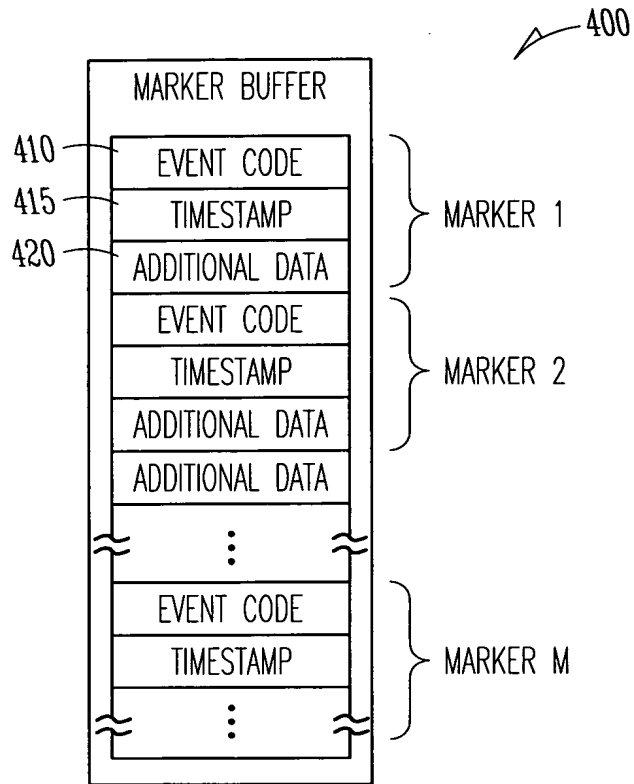 400
MARKER BUFFER
410
EVENT CODE
415
TIMESTAMP
MARKER 1
420
ADDITIONAL DATA
EVENT CODE
TIMESTAMP
MARKER 2
ADDITIONAL DATA
ADDITIONAL DATA
EVENT CODE
TIMESTAMP
MARKER M